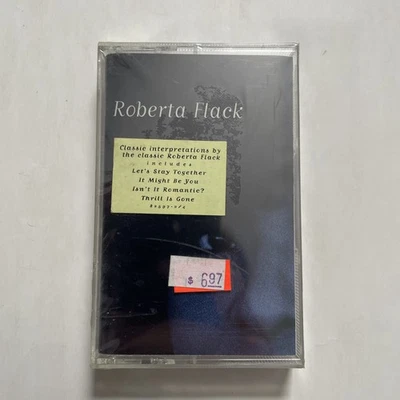 Roberta Flack
Classic interpretations by
the classic Roberta Flack
includes
Let's Stay Together
It Might Be You
Isn't It Romantic?
Thrill Is Gone
$ 6.97